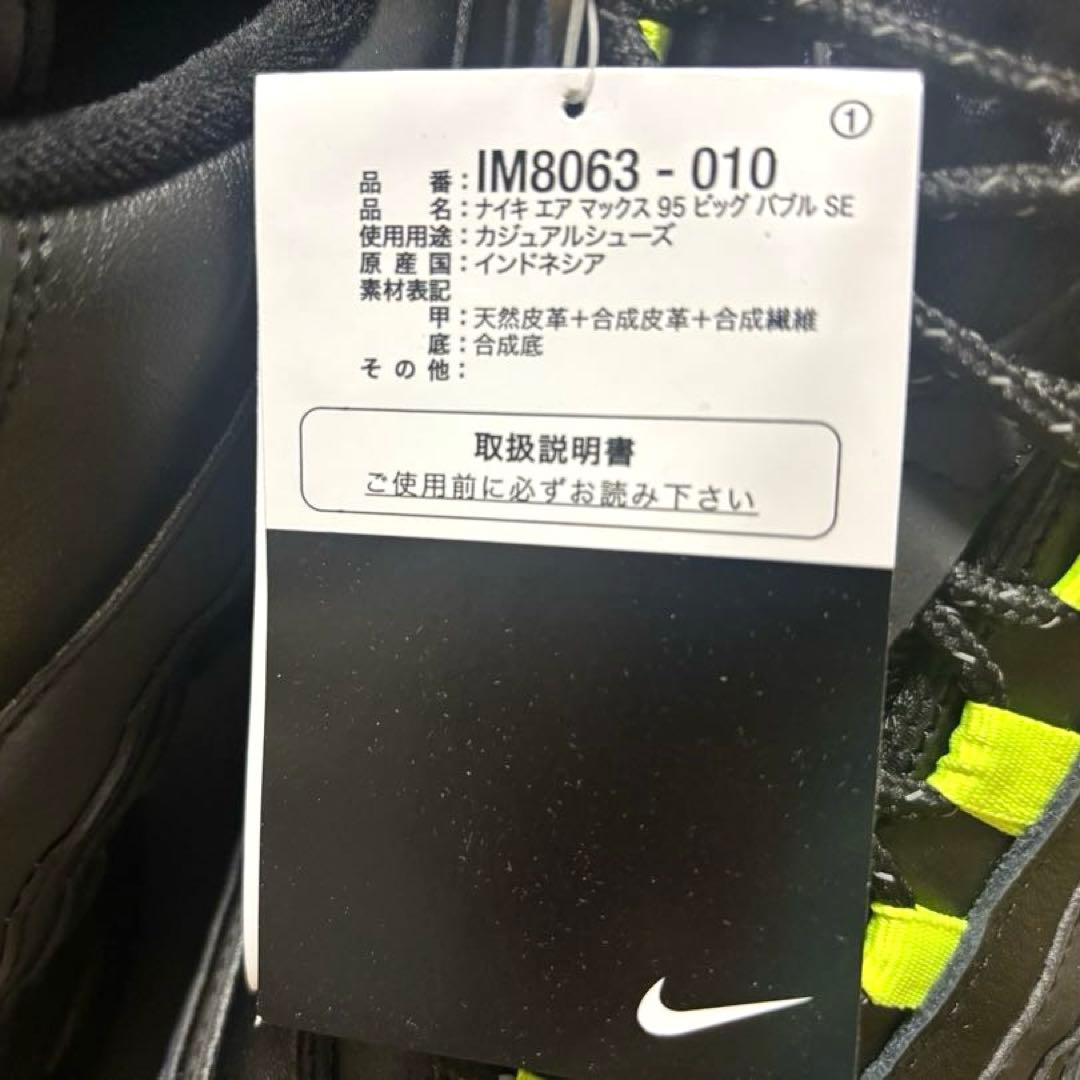 ①
品　　番：IM8063 - 010
品　　名：ナイキ エア マックス 95 ビッグ バブル SE
使用用途：カジュアルシューズ
原 産 国：インドネシア
素材表記
甲：天然皮革＋合成皮革＋合成繊維
底：合成底
そ の 他：
取扱説明書
ご使用前に必ずお読み下さい